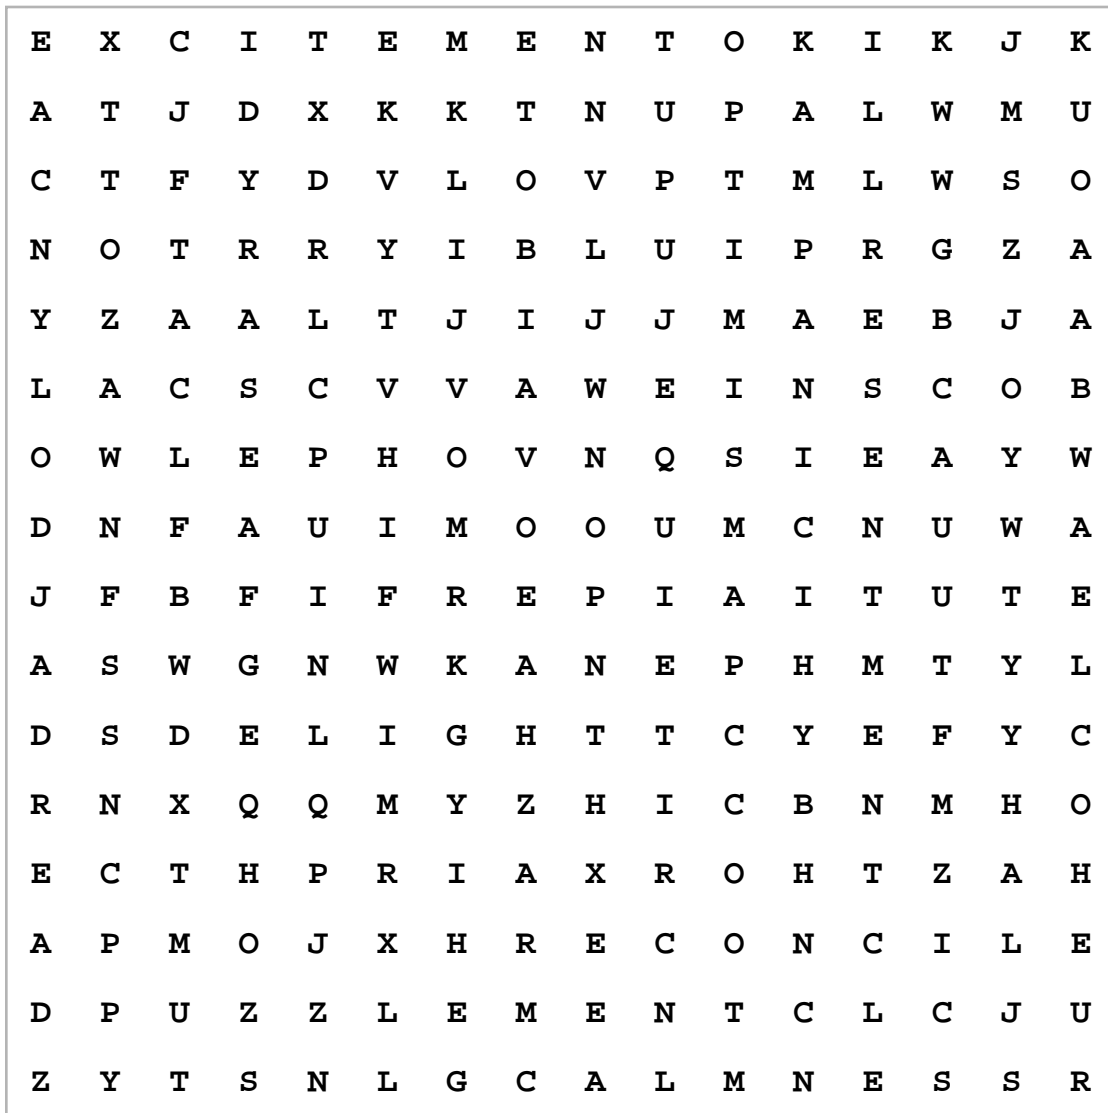 E X C I T E M E N T O K I K J K
A T J D X K K T N U P A L W M U
C T F Y D V L O V P T M L W S O
N O T R R Y I B L U I P R G Z A
Y Z A A L T J I J J M A E B J A
L A C S C V V A W E I N S C O B
O W L E P H O V N Q S I E A Y W
D N F A U I M O O U M C N U W A
J F B F I F R E P I A I T U T E
A S W G N W K A N E P H M T Y L
D S D E L I G H T T C Y E F Y C
R N X Q Q M Y Z H I C B N M H O
E C T H P R I A X R O H T Z A H
A P M O J X H R E C O N C I L E
D P U Z Z L E M E N T C L C J U
Z Y T S N L G C A L M N E S S R